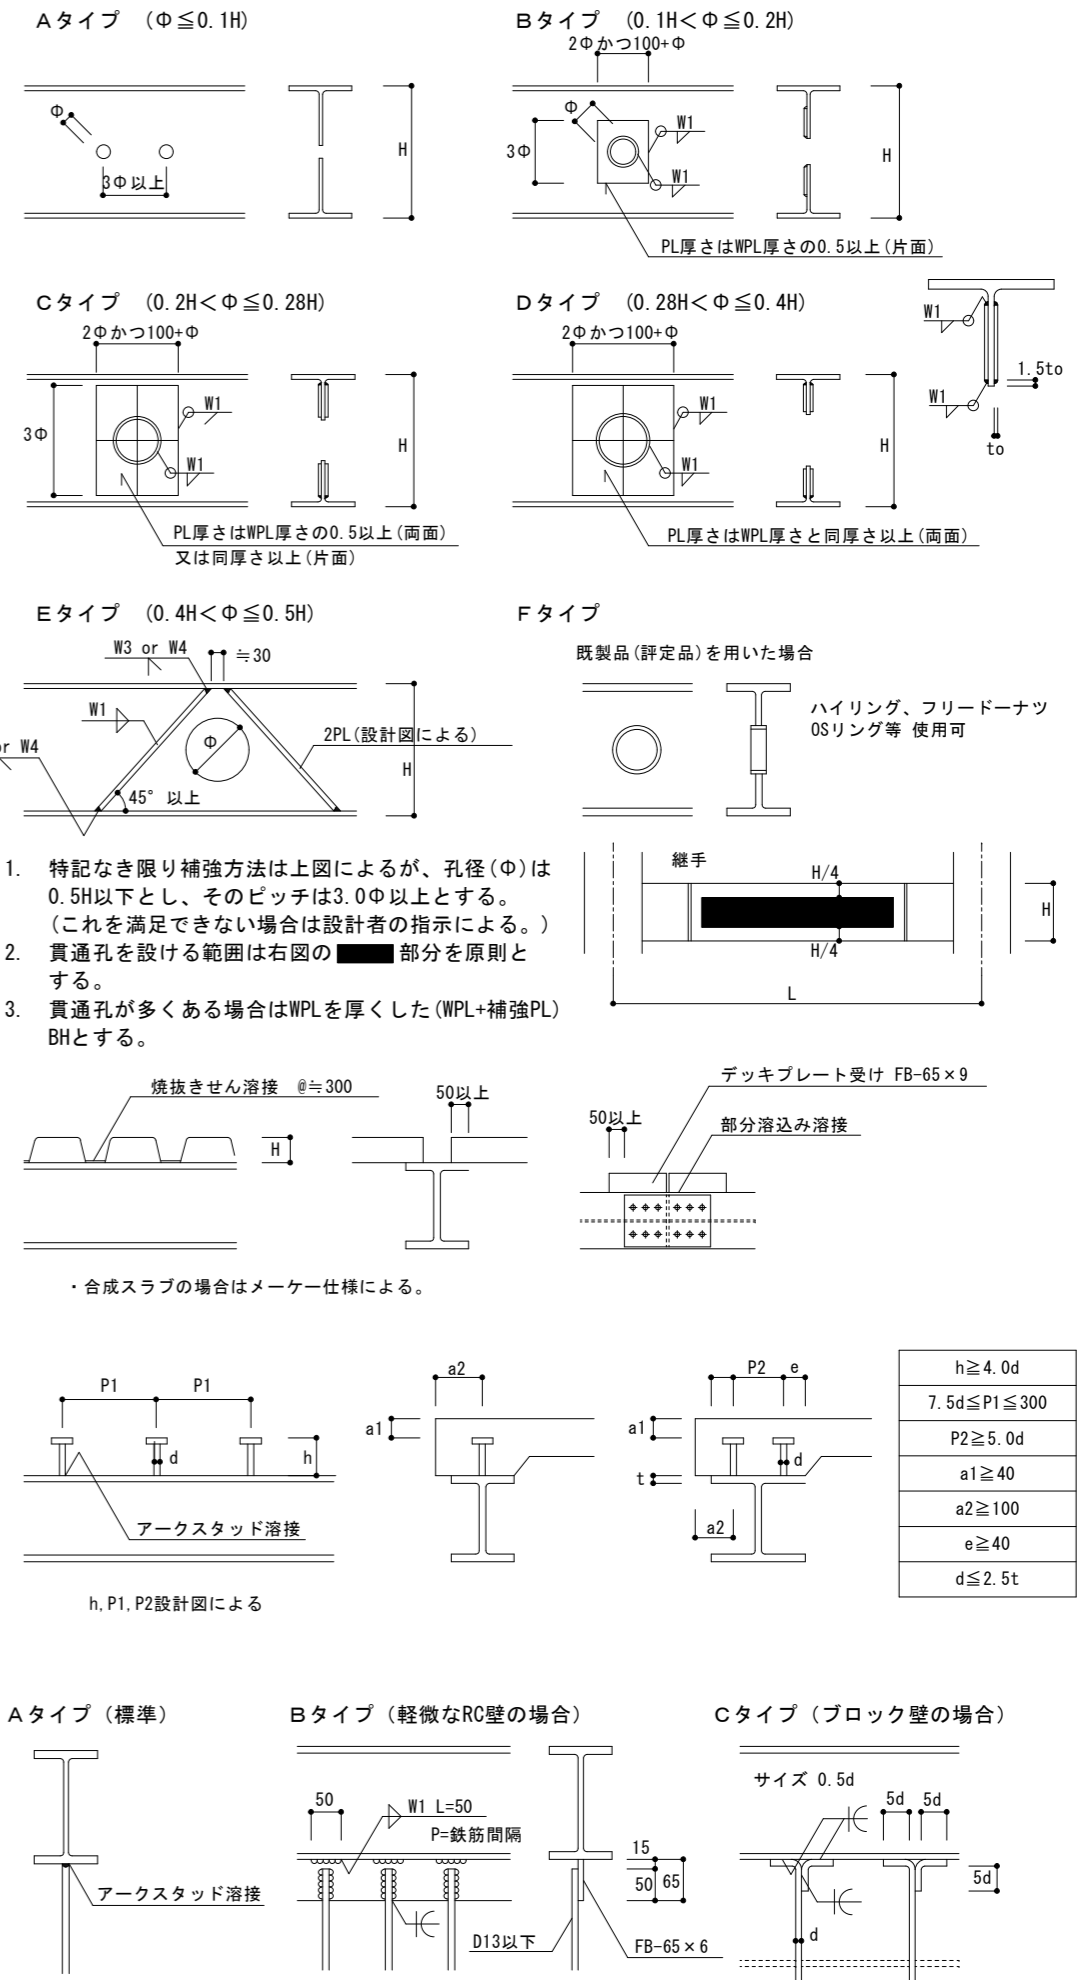 Aタイプ (Φ≦0.1H)
Φ
3Φ以上
H
Bタイプ (0.1H<Φ≦0.2H)
2Φかつ100+Φ
Φ
3Φ
W1
W1
H
PL厚さはWPL厚さの0.5以上(片面)
Cタイプ (0.2H<Φ≦0.28H)
2Φかつ100+Φ
3Φ
W1
W1
H
PL厚さはWPL厚さの0.5以上(両面)
又は同厚さ以上(片面)
Dタイプ (0.28H<Φ≦0.4H)
2Φかつ100+Φ
W1
W1
H
PL厚さはWPL厚さと同厚さ以上(両面)
W1
W1
1.5to
to
Eタイプ (0.4H<Φ≦0.5H)
W3 or W4
≒30
W1
or W4
Φ
2PL(設計図による)
H
45° 以上
Fタイプ
既製品(評定品)を用いた場合
ハイリング、フリードーナツ
OSリング等 使用可
1. 特記なき限り補強方法は上図によるが、孔径(Φ)は
0.5H以下とし、そのピッチは3.0Φ以上とする。
(これを満足できない場合は設計者の指示による。)
2. 貫通孔を設ける範囲は右図の 部分を原則と
する。
3. 貫通孔が多くある場合はWPLを厚くした(WPL+補強PL)
BHとする。
継手
H/4
H
H/4
L
焼抜きせん溶接 @≒300
H
50以上
デッキプレート受け FB-65×9
50以上
部分溶込み溶接
・合成スラブの場合はメーケー仕様による。
P1
P1
d
h
アークスタッド溶接
h,P1,P2設計図による
a2
a1
P2
e
a1
d
t
a2
h≧4.0d
7.5d≦P1≦300
P2≧5.0d
a1≧40
a2≧100
e≧40
d≦2.5t
Aタイプ(標準)
アークスタッド溶接
Bタイプ(軽微なRC壁の場合)
50
W1 L=50
P=鉄筋間隔
15
50
65
D13以下
FB-65×6
Cタイプ(ブロック壁の場合)
サイズ 0.5d
5d
5d
5d
d